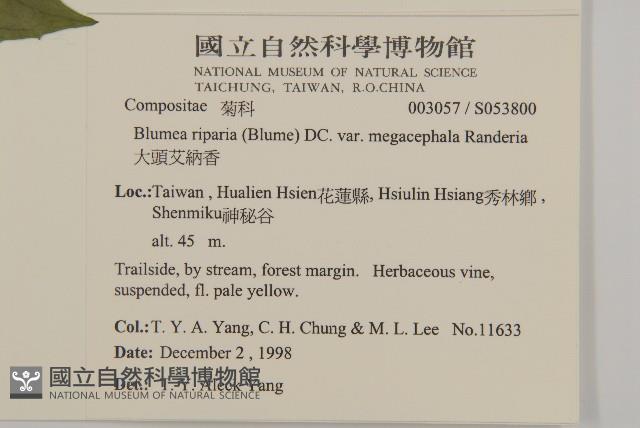 國立自然科學博物館
NATIONAL MUSEUM OF NATURAL SCIENCE
TAICHUNG, TAIWAN, R.O.CHINA
Compositae 菊科 003057 / S053800
Blumea riparia (Blume) DC. var. megacephala Randeria
大頭艾納香
Loc.:Taiwan , Hualien Hsien花蓮縣, Hsiulin Hsiang秀林鄉 ,
Shenmiku神秘谷
alt. 45 m.
Trailside, by stream, forest margin. Herbaceous vine,
suspended, fl. pale yellow.
Col.:T. Y. A. Yang, C. H. Chung & M. L. Lee No.11633
Date: December 2 , 1998
Det.: T. Y. Aleck Yang
國立自然科學博物館
NATIONAL MUSEUM OF NATURAL SCIENCE